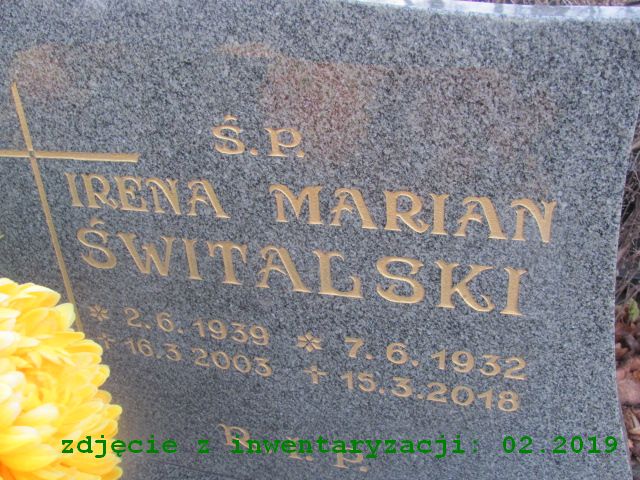 Ś.P.
IRENA MARIAN
ŚWITALSKI
* 2.6.1939 * 7.6.1932
+ 16.3.2003 + 15.3.2018
P. I. P.
zdjęcie z inwentaryzacji: 02.2019